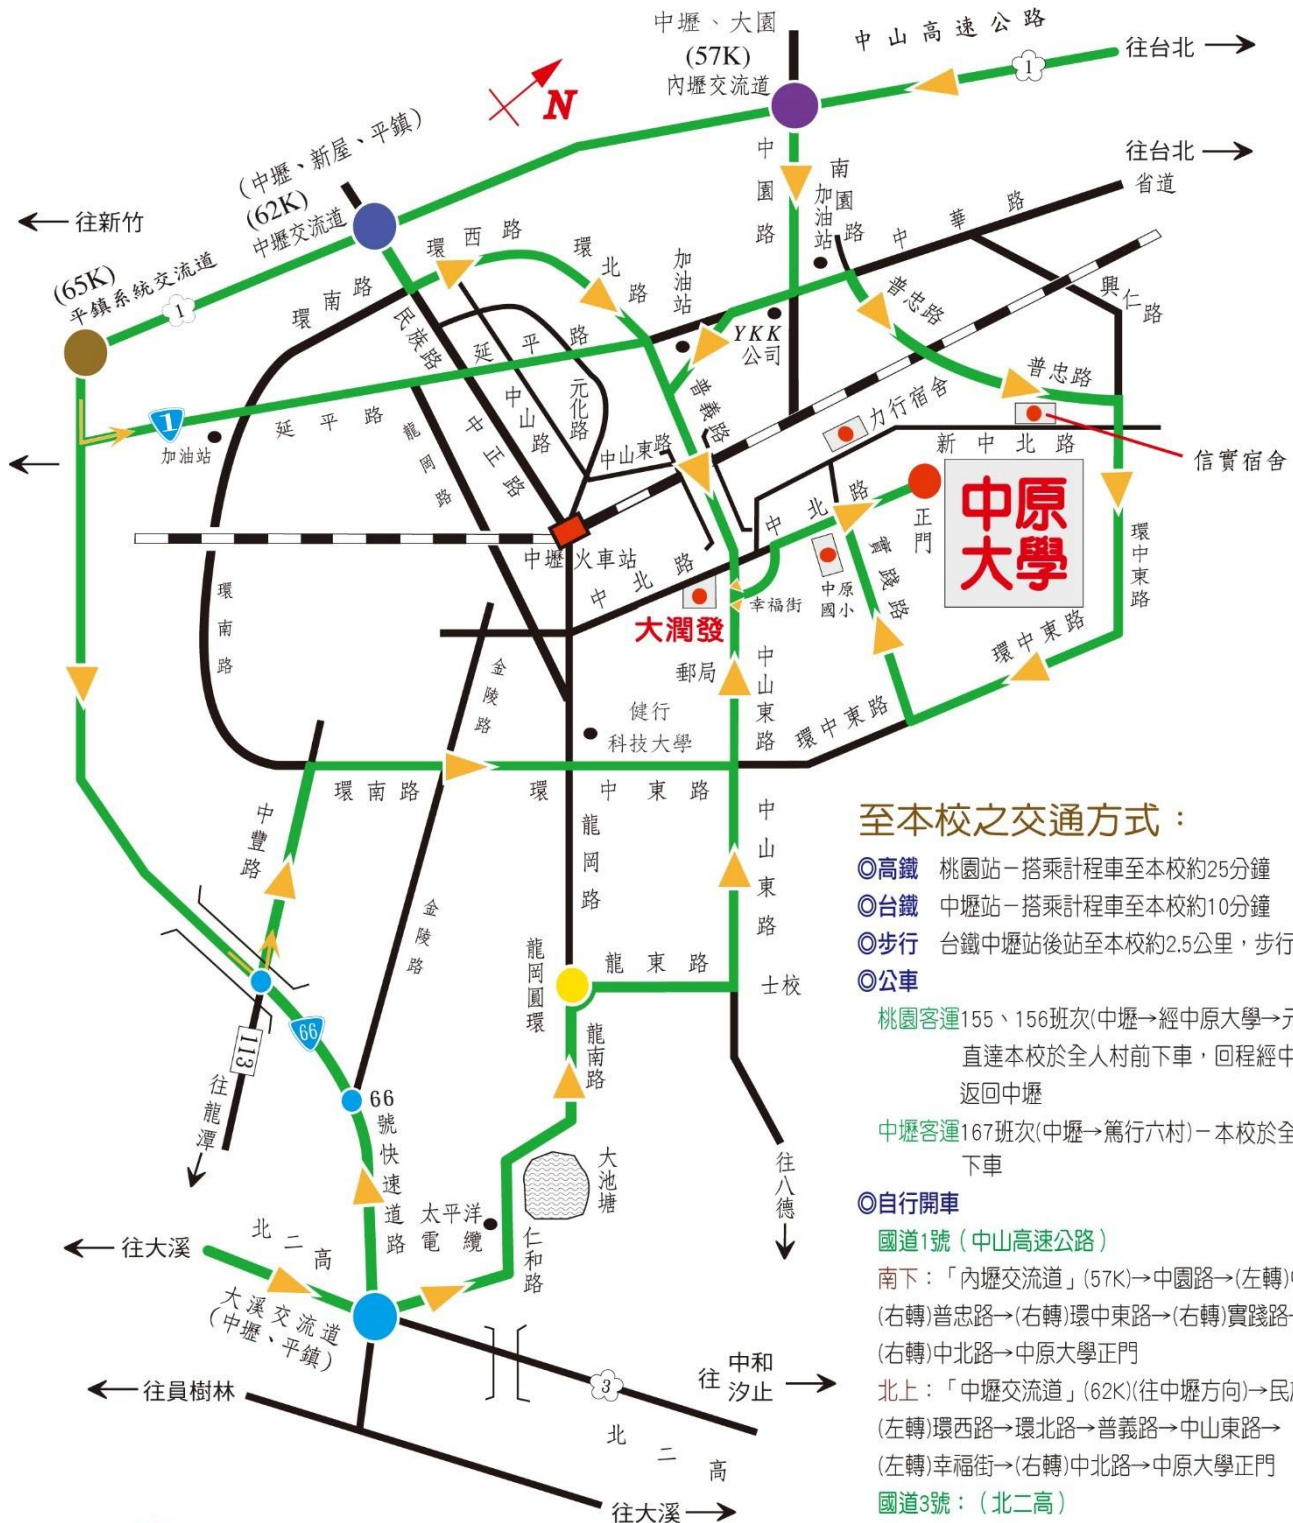 中壢、大園
(57K)
內壢交流道
中山高速公路
1
往台北
N
往台北
省道
(中壢、新屋、平鎮)
(62K)
中壢交流道
往新竹
(65K)
平鎮系統交流道
1
中園路
南園路
加油站
中華路
環西路
環北路
加油站
環南路
民族路
延平路
YKK
公司
普忠路
興仁路
普忠路
1
延平路
加油站
龍岡路
中正路
中山路
元化路
中山東路
普義路
力行宿舍
新中北路
信實宿舍
中原
大學
正門
中北路
實踐路
中原
國小
環中東路
中壢火車站
中北路
大潤發
幸福街
環南路
金陵路
郵局
中山東路
環中東路
健行
科技大學
環中東路
環南路
環中東路
中豐路
龍岡路
中山東路
金陵路
龍岡圓環
龍東路
士校
66
113
往龍潭
66
號快速道路
龍南路
大池塘
往八德
太平洋
電纜
仁和路
往大溪
北二高
大溪交流道
(中壢、平鎮)
往員樹林
3
往
中和
汐止
北二高
往大溪
至本校之交通方式：
◎高鐵 桃園站－搭乘計程車至本校約25分鐘
◎台鐵 中壢站－搭乘計程車至本校約10分鐘
◎步行 台鐵中壢站後站至本校約2.5公里，步行
◎公車
桃園客運155、156班次(中壢→經中原大學→元
直達本校於全人村前下車，回程經中
返回中壢
中壢客運167班次(中壢→篤行六村)－本校於全
下車
◎自行開車
國道1號（中山高速公路）
南下：「內壢交流道」(57K)→中園路→(左轉)
(右轉)普忠路→(右轉)環中東路→(右轉)實踐路
(右轉)中北路→中原大學正門
北上：「中壢交流道」(62K)(往中壢方向)→民
(左轉)環西路→環北路→普義路→中山東路→
(左轉)幸福街→(右轉)中北路→中原大學正門
國道3號：（北二高）